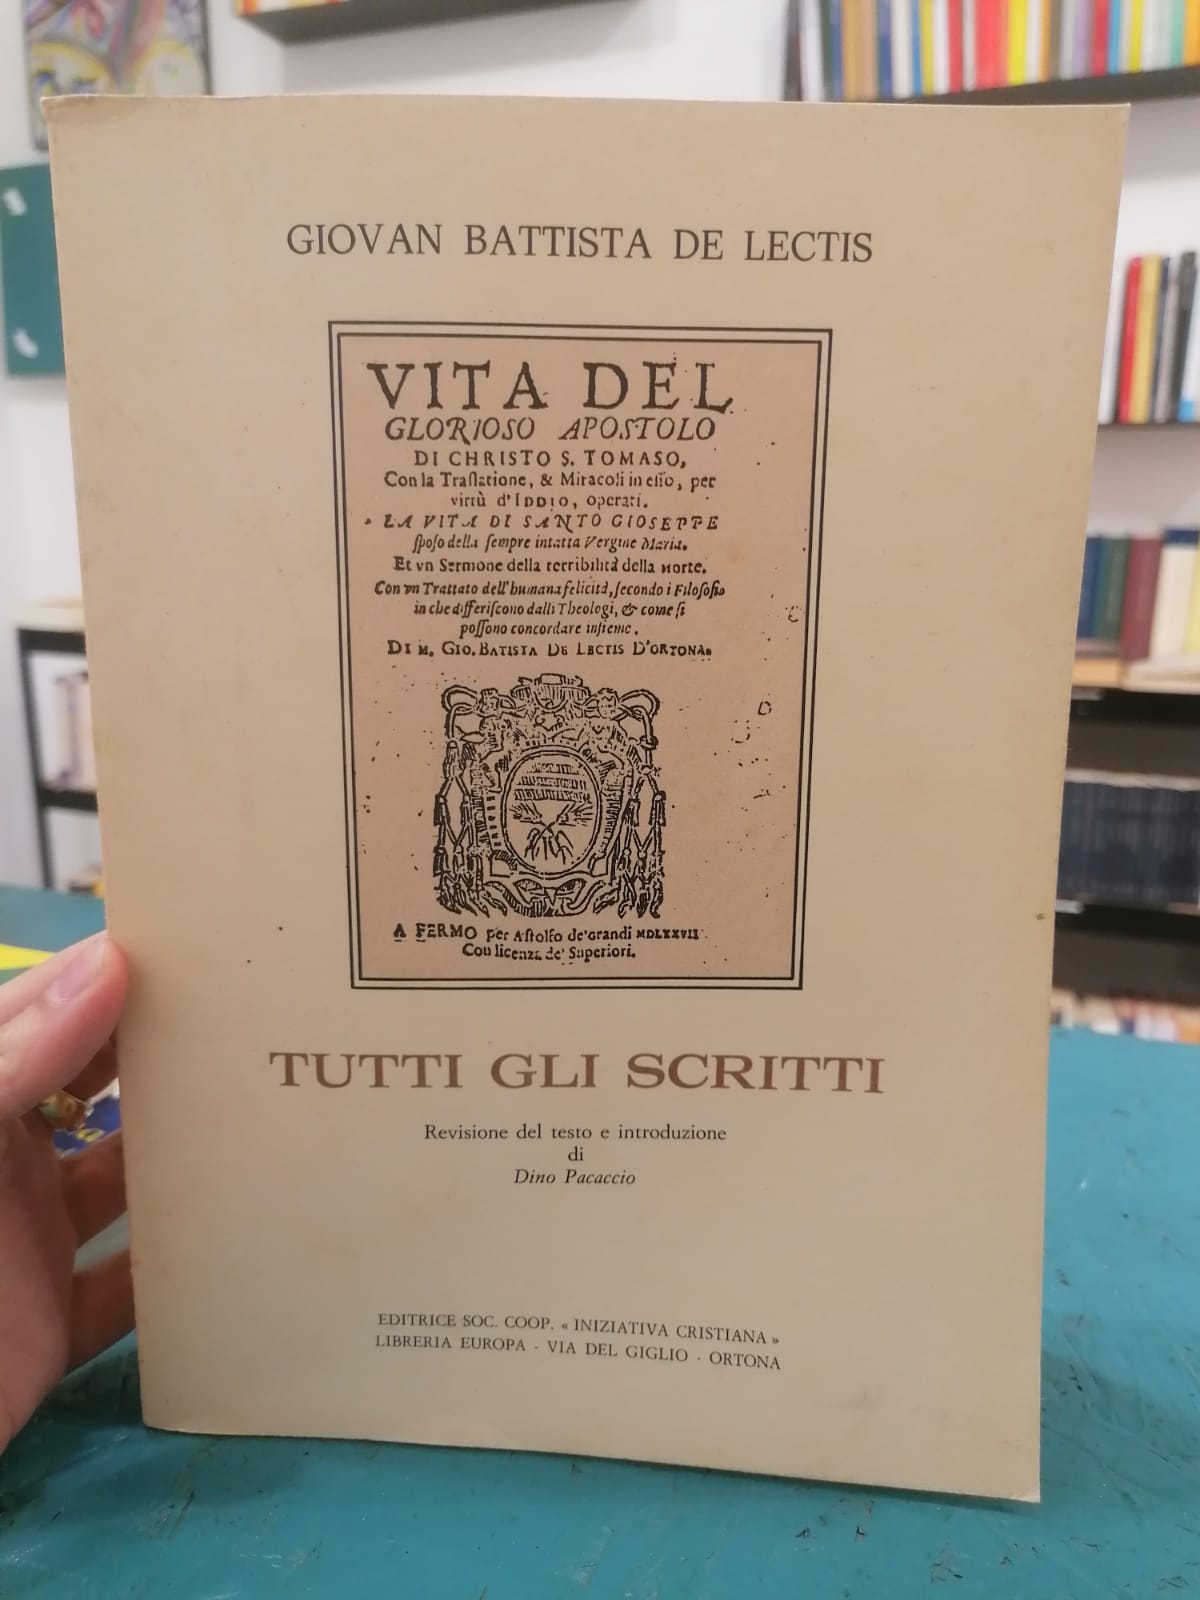 GIOVAN BATTISTA DE LECTIS
VITA DEL
GLORIOSO APOSTOLO
DI CHRISTO S. TOMASO,
Con la Traſlatione, & Miracoli in eſſo, per
virtù d'IDDIO, operati.
LA VITA DI SANTO GIOSEPPE
ſpoſo della ſempre intatta Vergine Maria.
Et vn Sermone della terribilità della Morte.
Con vn Trattato dell'humana felicità, ſecondo i Filoſofi,
in che differiſcono dalli Theologi, & come ſi
poſſono concordare inſieme.
DI M. GIO. BATISTA DE LECTIS D'ORTONA.
A FERMO per Aſtolfo de'Grandi MDLXXVII.
Con licenza de' Superiori.
TUTTI GLI SCRITTI
Revisione del testo e introduzione
di
Dino Pacaccio
EDITRICE SOC. COOP. « INIZIATIVA CRISTIANA »
LIBRERIA EUROPA - VIA DEL GIGLIO - ORTONA